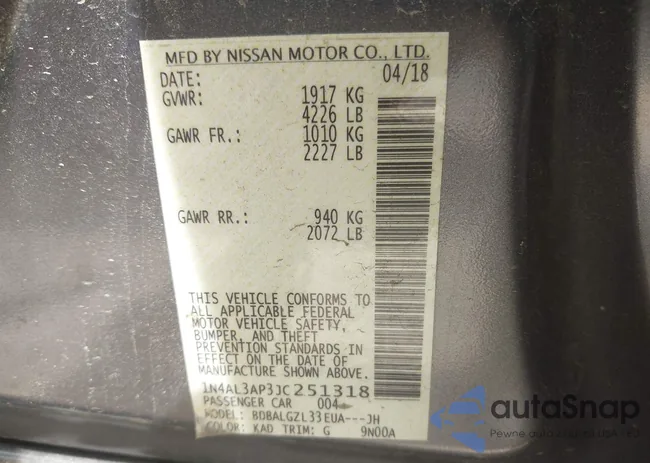 MFD BY NISSAN MOTOR CO., LTD.
DATE: 04/18
GVWR: 1917 KG
4226 LB
GAWR FR.: 1010 KG
2227 LB
GAWR RR.: 940 KG
2072 LB
THIS VEHICLE CONFORMS TO
ALL APPLICABLE FEDERAL
MOTOR VEHICLE SAFETY,
BUMPER, AND THEFT
PREVENTION STANDARDS
IN EFFECT ON THE DATE OF
MANUFACTURE SHOWN ABOVE.
1N4AL3AP3JC251318
PASSENGER CAR 004
MODEL: BDBALGZL33EUA---JH
COLOR: KAD TRIM: G 9N00A
autaSnap